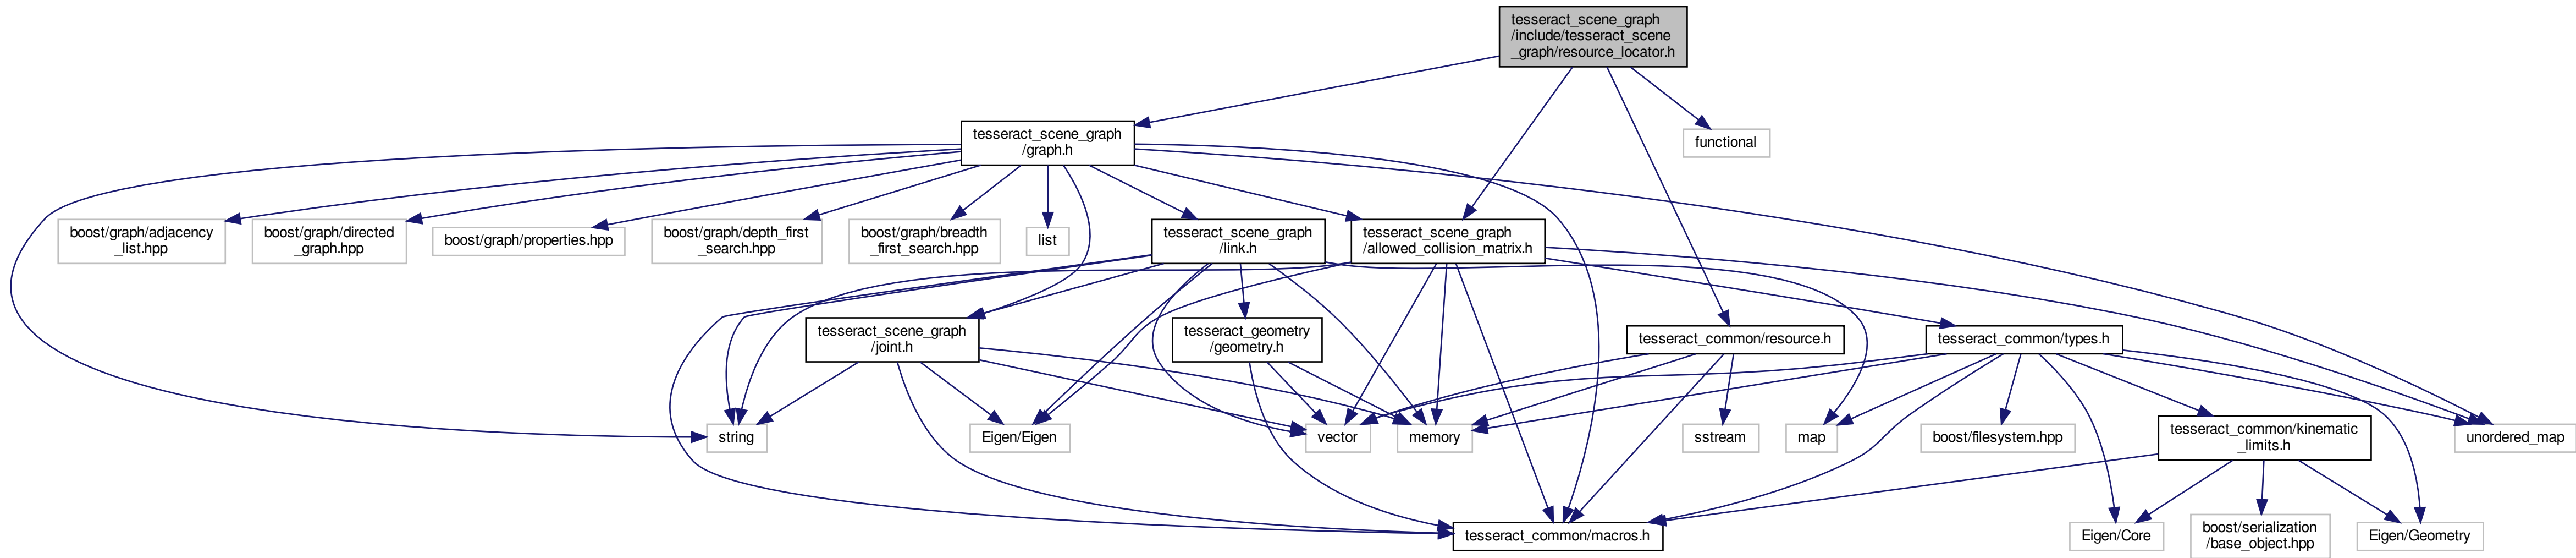 tesseract_scene_graph
/include/tesseract_scene
_graph/resource_locator.h
tesseract_scene_graph
/graph.h
functional
boost/graph/adjacency
_list.hpp
boost/graph/directed
_graph.hpp
boost/graph/properties.hpp
boost/graph/depth_first
_search.hpp
boost/graph/breadth
_first_search.hpp
list
tesseract_scene_graph
/link.h
tesseract_scene_graph
/allowed_collision_matrix.h
tesseract_scene_graph
/joint.h
tesseract_geometry
/geometry.h
tesseract_common/resource.h
tesseract_common/types.h
string
Eigen/Eigen
vector
memory
sstream
map
boost/filesystem.hpp
tesseract_common/kinematic
_limits.h
unordered_map
tesseract_common/macros.h
Eigen/Core
boost/serialization
/base_object.hpp
Eigen/Geometry